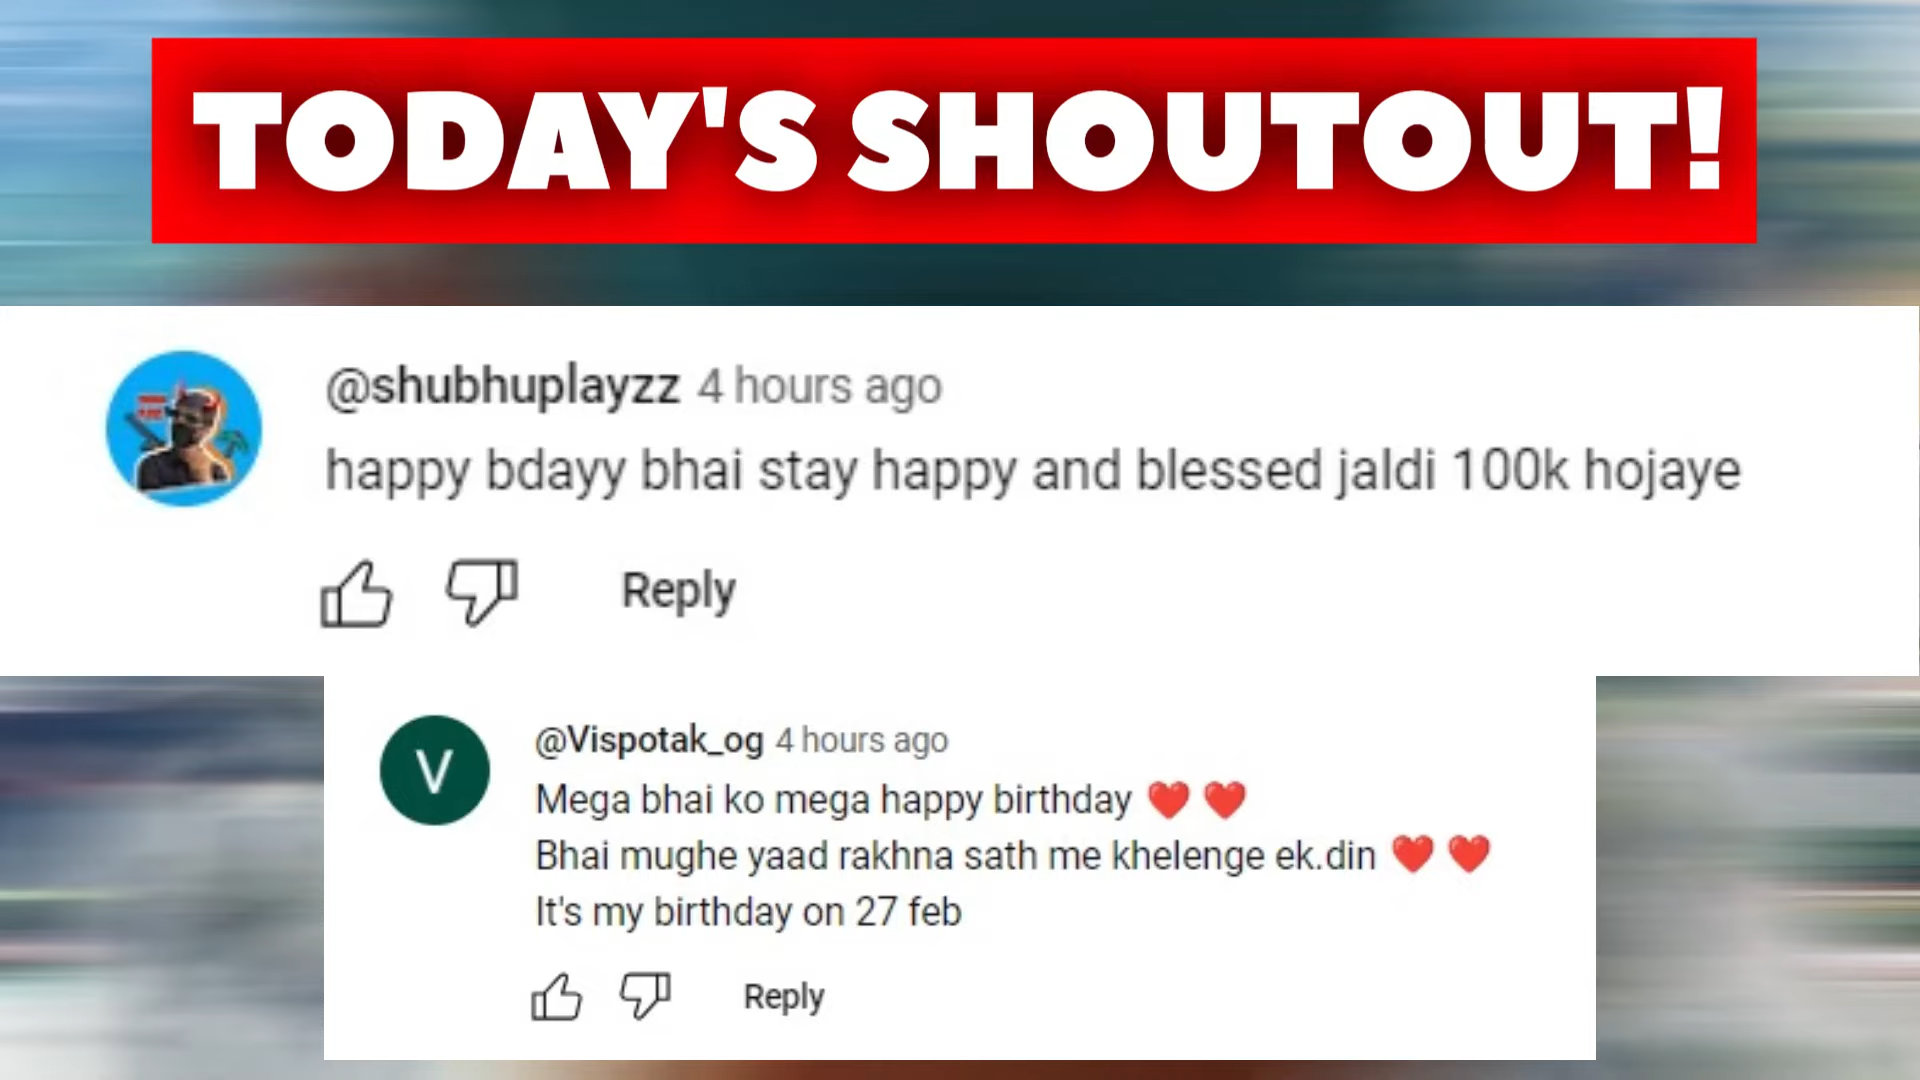 TODAY'S SHOUTOUT!
@shubhuplayzz 4 hours ago
happy bdayy bhai stay happy and blessed jaldi 100k hojaye
Reply
V
@Vispotak_og 4 hours ago
Mega bhai ko mega happy birthday ❤️ ❤️
Bhai mughe yaad rakhna sath me khelenge ek.din ❤️ ❤️
It's my birthday on 27 feb
Reply